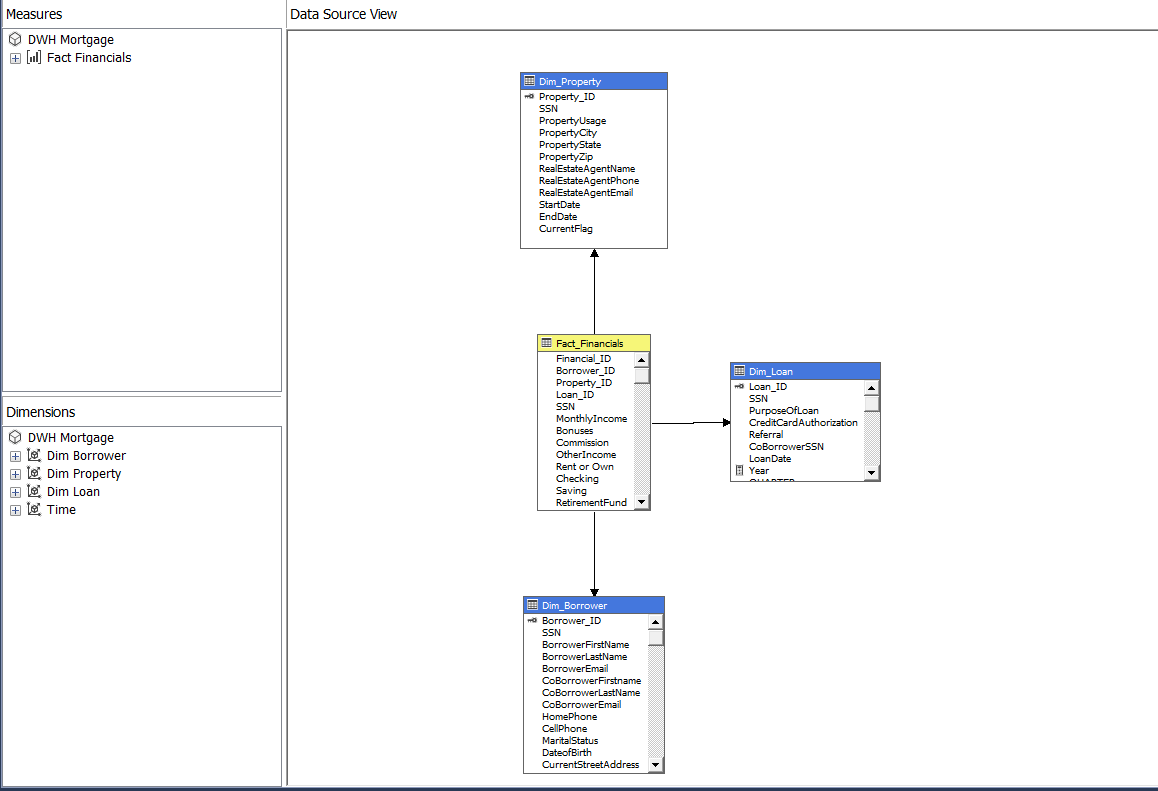 Measures
DWH Mortgage
Fact Financials
Dimensions
DWH Mortgage
Dim Borrower
Dim Property
Dim Loan
Time
Data Source View
Dim_Property
Property_ID
SSN
PropertyUsage
PropertyCity
PropertyState
PropertyZip
RealEstateAgentName
RealEstateAgentPhone
RealEstateAgentEmail
StartDate
EndDate
CurrentFlag
Fact_Financials
Financial_ID
Borrower_ID
Property_ID
Loan_ID
SSN
MonthlyIncome
Bonuses
Commission
OtherIncome
Rent or Own
Checking
Saving
RetirementFund
Dim_Loan
Loan_ID
SSN
PurposeOfLoan
CreditCardAuthorization
Referral
CoBorrowerSSN
LoanDate
Year
QUARTER
Dim_Borrower
Borrower_ID
SSN
BorrowerFirstName
BorrowerLastName
BorrowerEmail
CoBorrowerFirstname
CoBorrowerLastName
CoBorrowerEmail
HomePhone
CellPhone
MaritalStatus
DateofBirth
CurrentStreetAddress